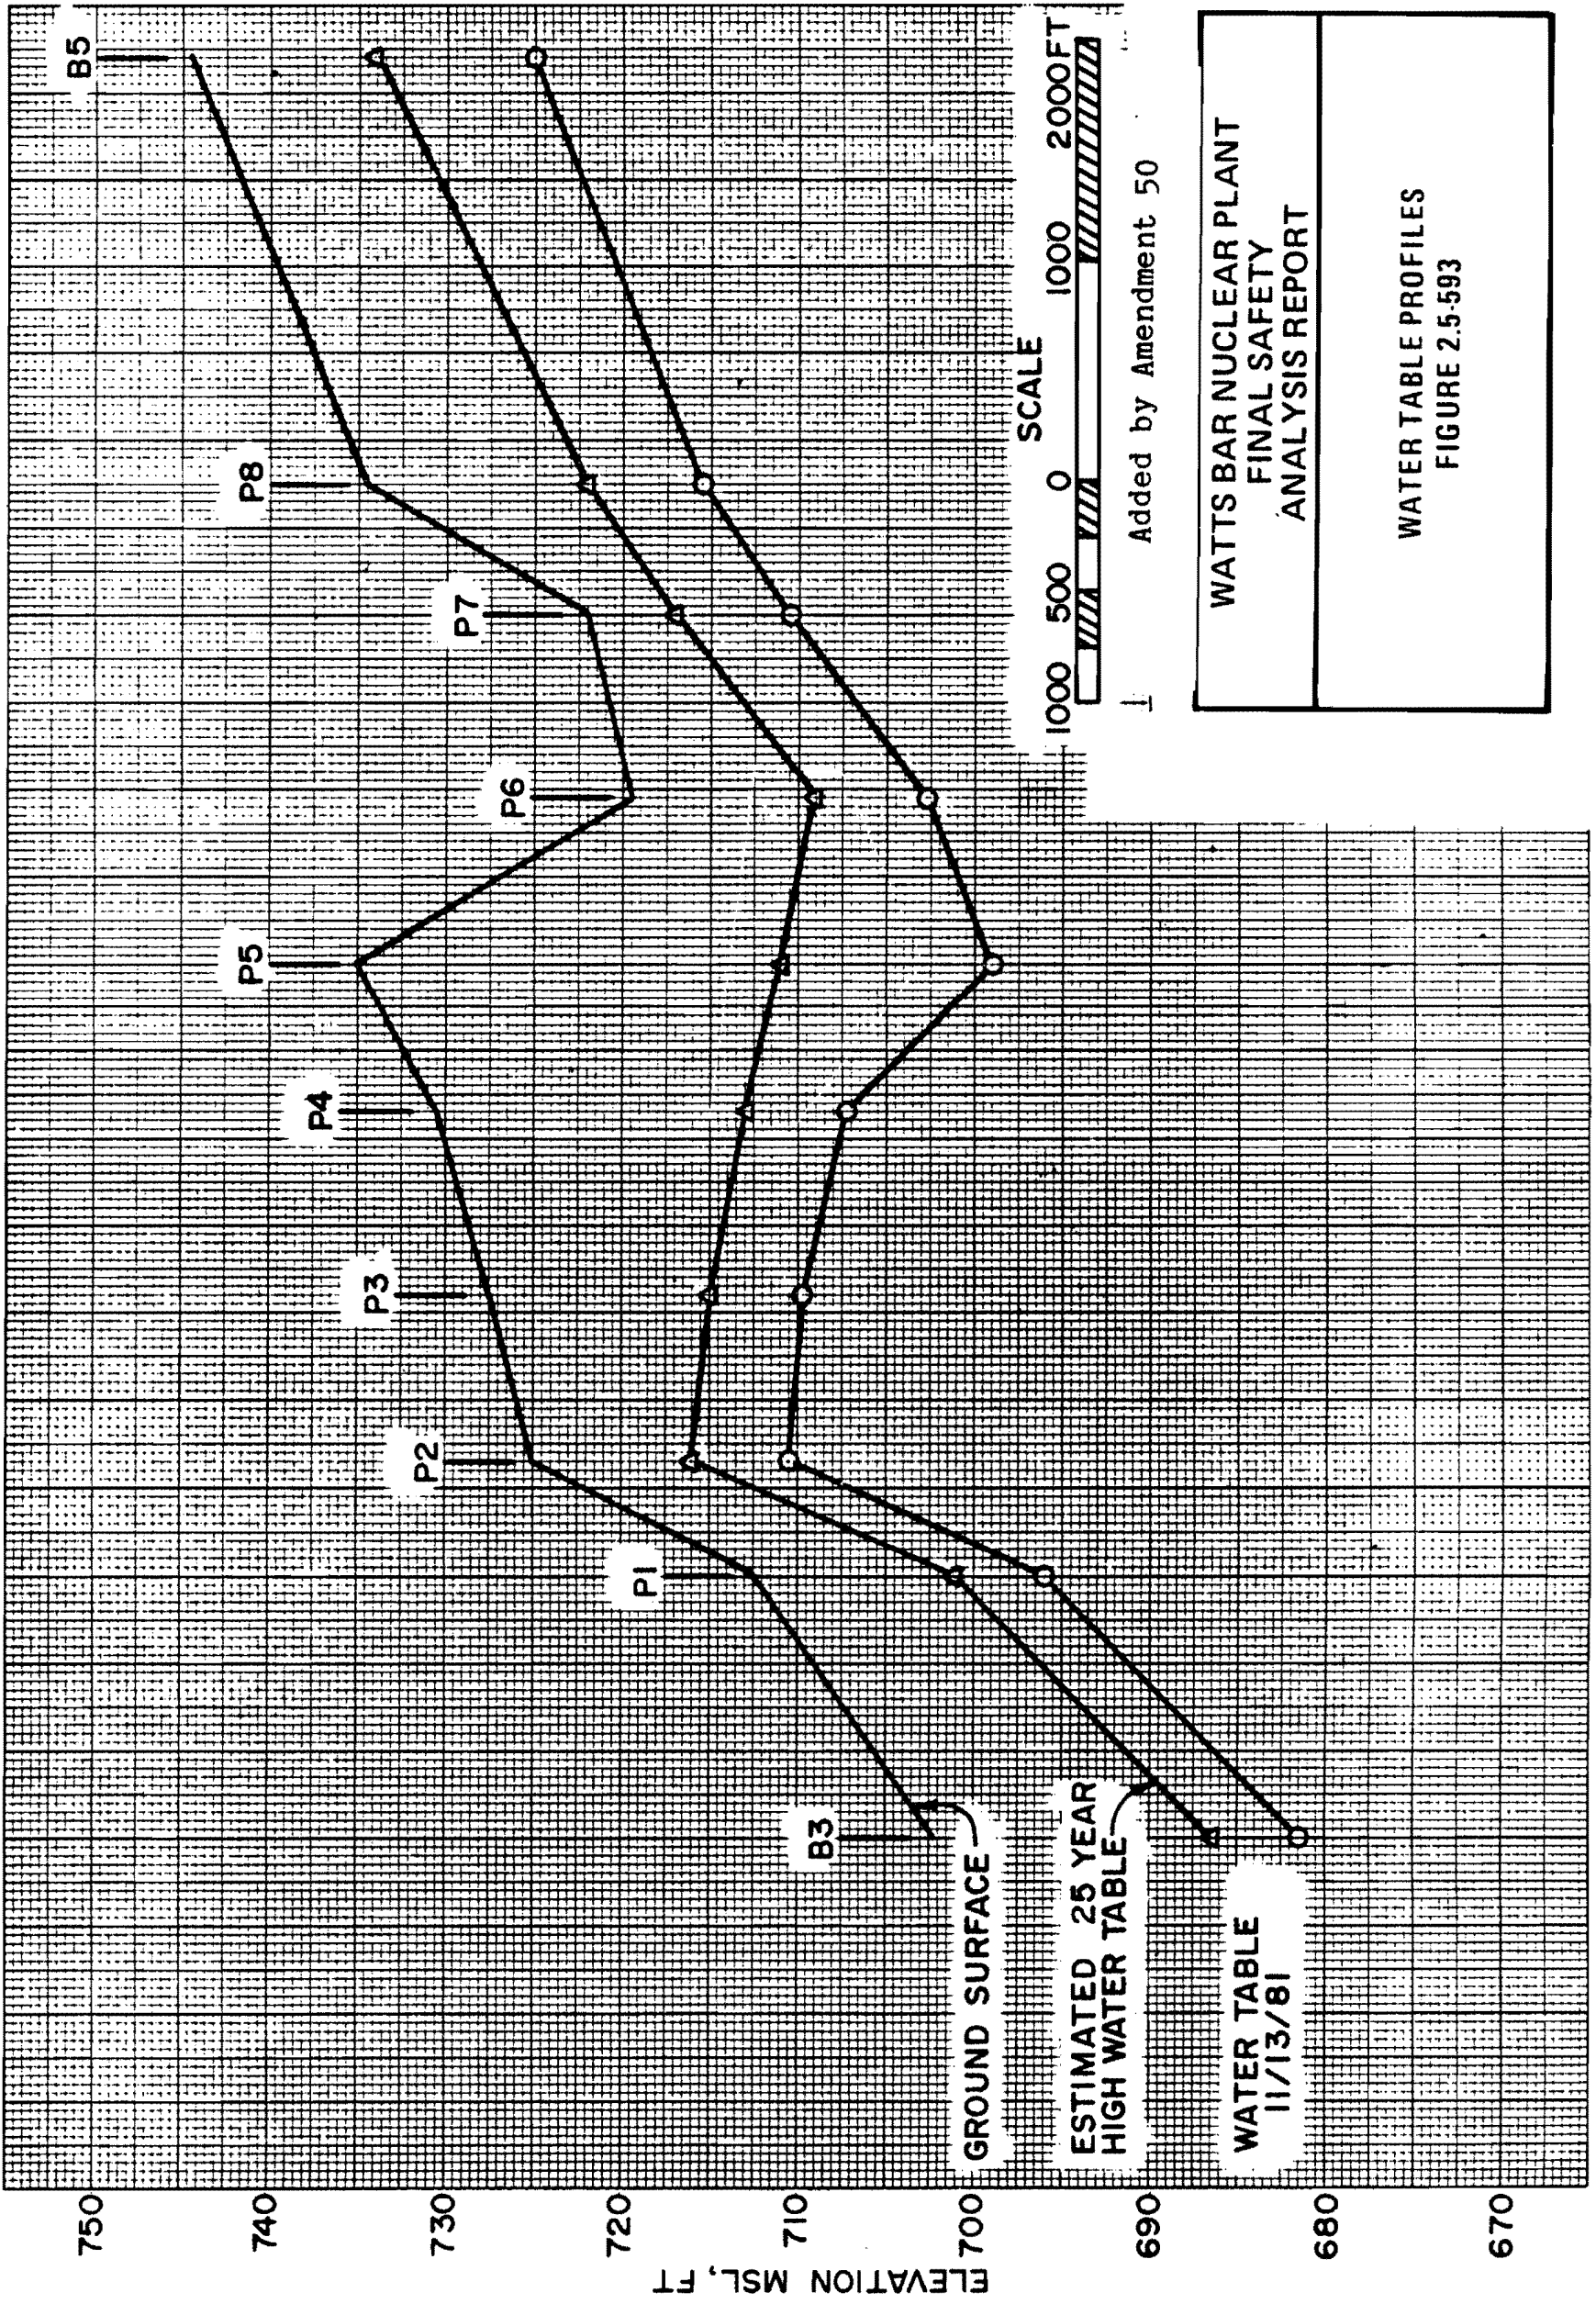 B5
P8
P7
P6
P5
P4
P3
P2
P1
B3
GROUND SURFACE
ESTIMATED 25 YEAR
HIGH WATER TABLE
WATER TABLE
11/13/81
750
740
730
720
710
700
690
680
670
ELEVATION MSL, FT
SCALE
1000 500 0 1000 2000FT
Added by Amendment 50
WATTS BAR NUCLEAR PLANT
FINAL SAFETY
ANALYSIS REPORT
WATER TABLE PROFILES
FIGURE 2.5-593